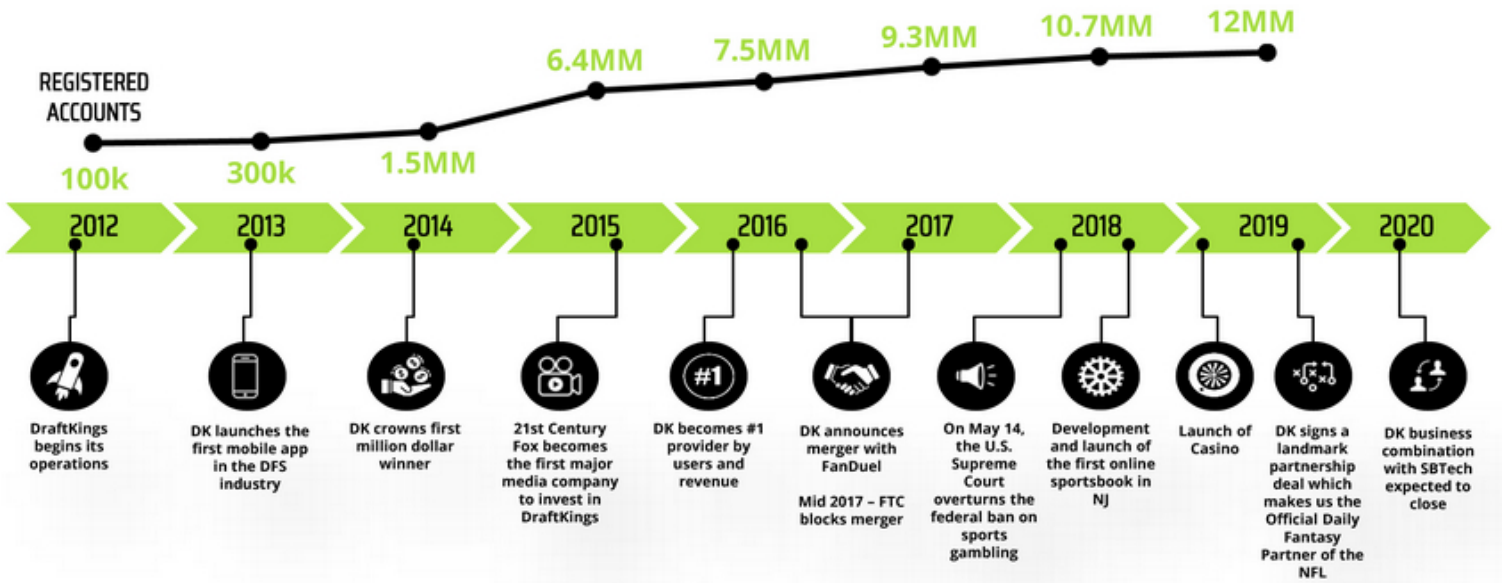 REGISTERED
ACCOUNTS
100k
300k
1.5MM
6.4MM
7.5MM
9.3MM
10.7MM
12MM
2012
2013
2014
2015
2016
2017
2018
2019
2020
DraftKings
begins its
operations
DK launches the
first mobile app
in the DFS
industry
DK crowns first
million dollar
winner
21st Century
Fox becomes
the first major
media company
to invest in
DraftKings
#1
DK becomes #1
provider by
users and
revenue
DK announces
merger with
FanDuel
Mid 2017 – FTC
blocks merger
On May 14,
the U.S.
Supreme
Court
overturns the
federal ban on
sports
gambling
Development
and launch of
the first online
sportsbook in
NJ
Launch of
Casino
DK signs a
landmark
partnership
deal which
makes us the
Official Daily
Fantasy
Partner of the
NFL
DK business
combination
with SBTech
expected to
close